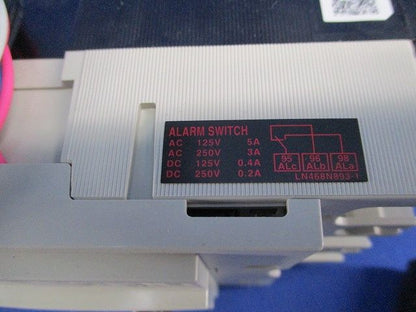 ALARM SWITCH
AC 125V 5A
AC 250V 3A
DC 125V 0.4A
DC 250V 0.2A
95 96 98
ALc ALb ALa
LN468N893-1